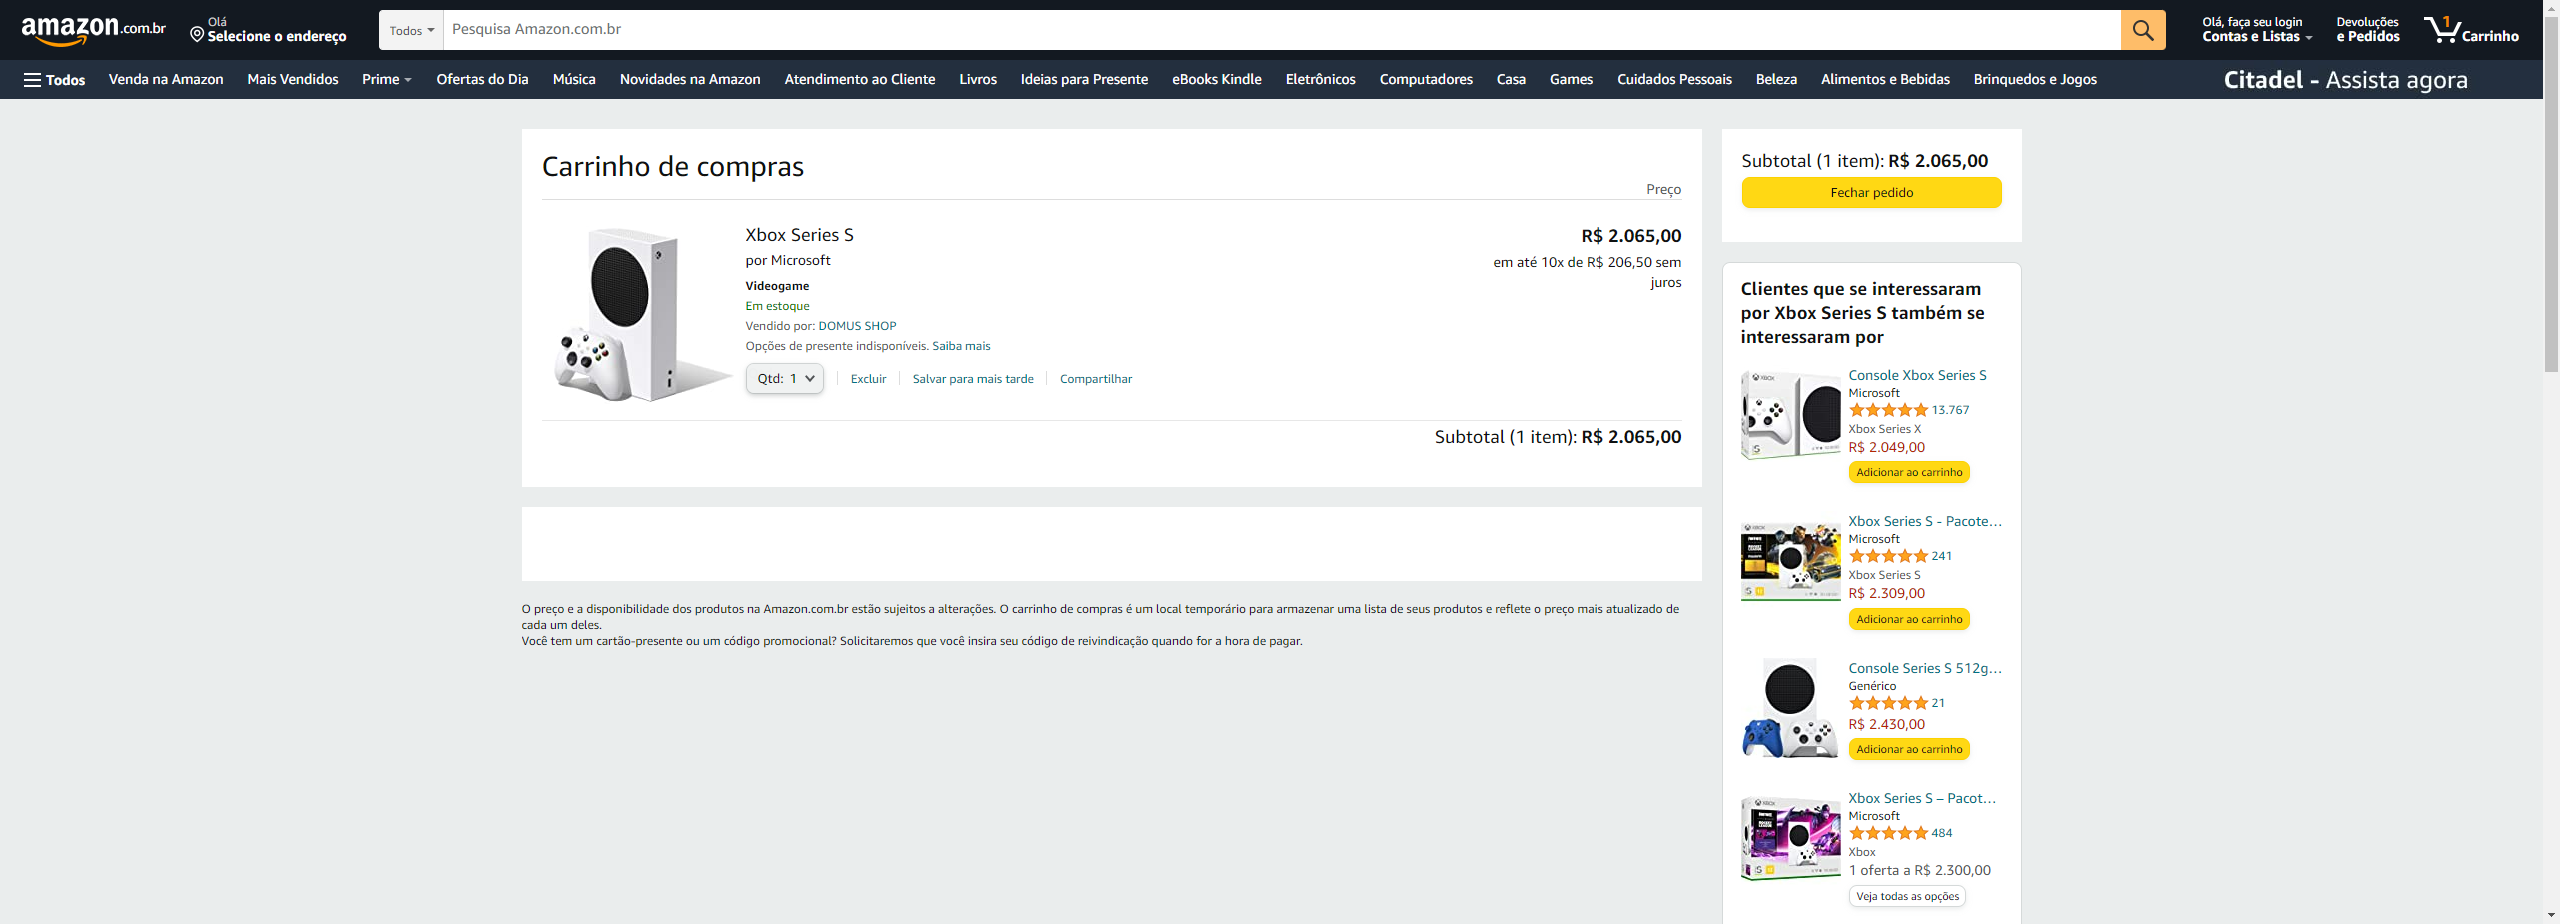 amazon.com.br
Olá
Selecione o endereço
Todos
Pesquisa Amazon.com.br
Olá, faça seu login
Contas e Listas
Devoluções
e Pedidos
1
Carrinho
Todos
Venda na Amazon
Mais Vendidos
Prime
Ofertas do Dia
Música
Novidades na Amazon
Atendimento ao Cliente
Livros
Ideias para Presente
eBooks Kindle
Eletrônicos
Computadores
Casa
Games
Cuidados Pessoais
Beleza
Alimentos e Bebidas
Brinquedos e Jogos
Citadel - Assista agora
Carrinho de compras
Preço
Xbox Series S
R$ 2.065,00
por Microsoft
em até 10x de R$ 206,50 sem
juros
Videogame
Em estoque
Vendido por: DOMUS SHOP
Opções de presente indisponíveis. Saiba mais
Qtd: 1
Excluir
Salvar para mais tarde
Compartilhar
Subtotal (1 item): R$ 2.065,00
O preço e a disponibilidade dos produtos na Amazon.com.br estão sujeitos a alterações. O carrinho de compras é um local temporário para armazenar uma lista de seus produtos e reflete o preço mais atualizado de
cada um deles.
Você tem um cartão-presente ou um código promocional? Solicitaremos que você insira seu código de reivindicação quando for a hora de pagar.
Subtotal (1 item): R$ 2.065,00
Fechar pedido
Clientes que se interessaram
por Xbox Series S também se
interessaram por
Console Xbox Series S
Microsoft
13.767
Xbox Series X
R$ 2.049,00
Adicionar ao carrinho
Xbox Series S - Pacote...
Microsoft
241
Xbox Series S
R$ 2.309,00
Adicionar ao carrinho
Console Series S 512g...
Genérico
21
R$ 2.430,00
Adicionar ao carrinho
Xbox Series S – Pacot...
Microsoft
484
Xbox
1 oferta a R$ 2.300,00
Veja todas as opções